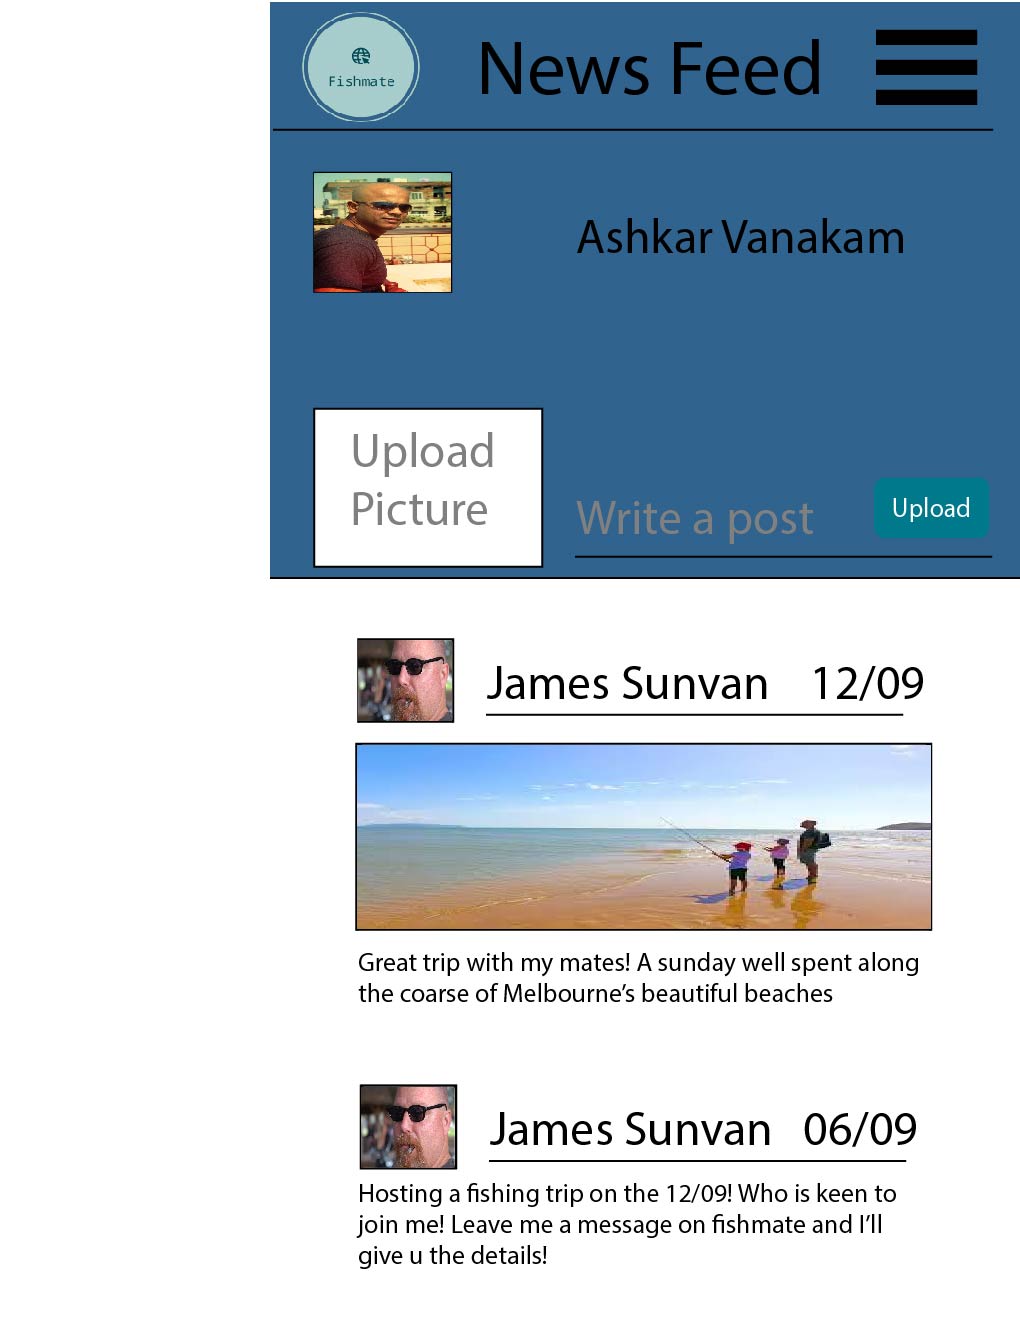 Fishmate
News Feed
Ashkar Vanakam
Upload
Picture
Write a post
Upload
James Sunvan 12/09
Great trip with my mates! A sunday well spent along
the coarse of Melbourne’s beautiful beaches
James Sunvan 06/09
Hosting a fishing trip on the 12/09! Who is keen to
join me! Leave me a message on fishmate and I’ll
give u the details!